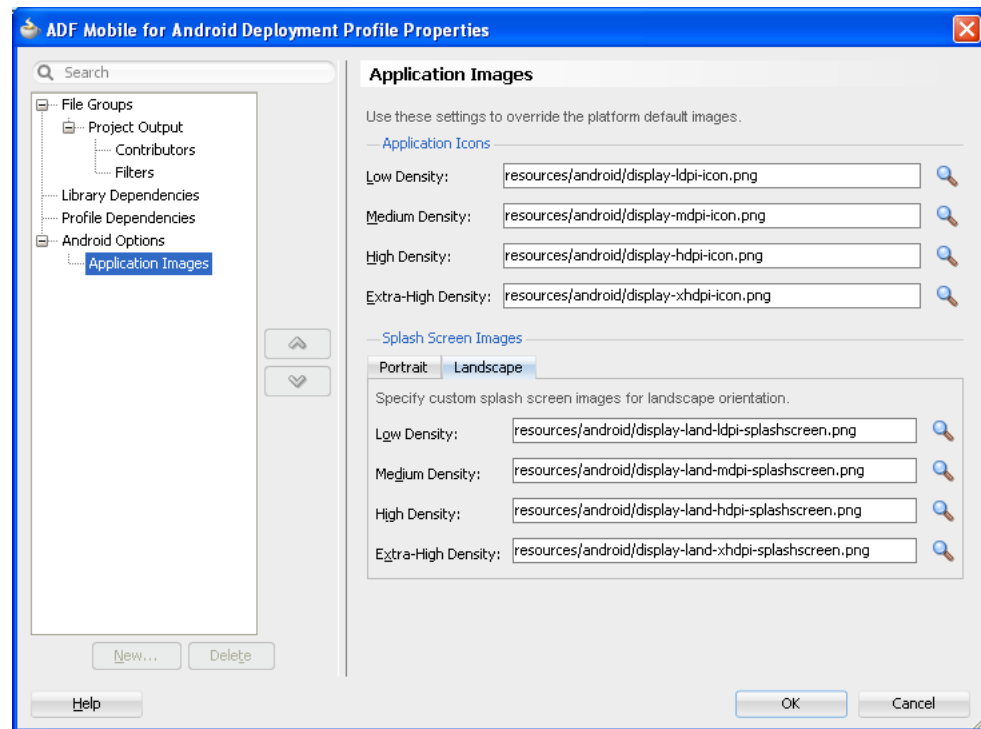 ADF Mobile for Android Deployment Profile Properties
Search
File Groups
Project Output
Contributors
Filters
Library Dependencies
Profile Dependencies
Android Options
Application Images
New...
Delete
Application Images
Use these settings to override the platform default images.
Application Icons
Low Density: resources/android/display-ldpi-icon.png
Medium Density: resources/android/display-mdpi-icon.png
High Density: resources/android/display-hdpi-icon.png
Extra-High Density: resources/android/display-xhdpi-icon.png
Splash Screen Images
Portrait Landscape
Specify custom splash screen images for landscape orientation.
Low Density: resources/android/display-land-ldpi-splashscreen.png
Medium Density: resources/android/display-land-mdpi-splashscreen.png
High Density: resources/android/display-land-hdpi-splashscreen.png
Extra-High Density: resources/android/display-land-xhdpi-splashscreen.png
Help OK Cancel